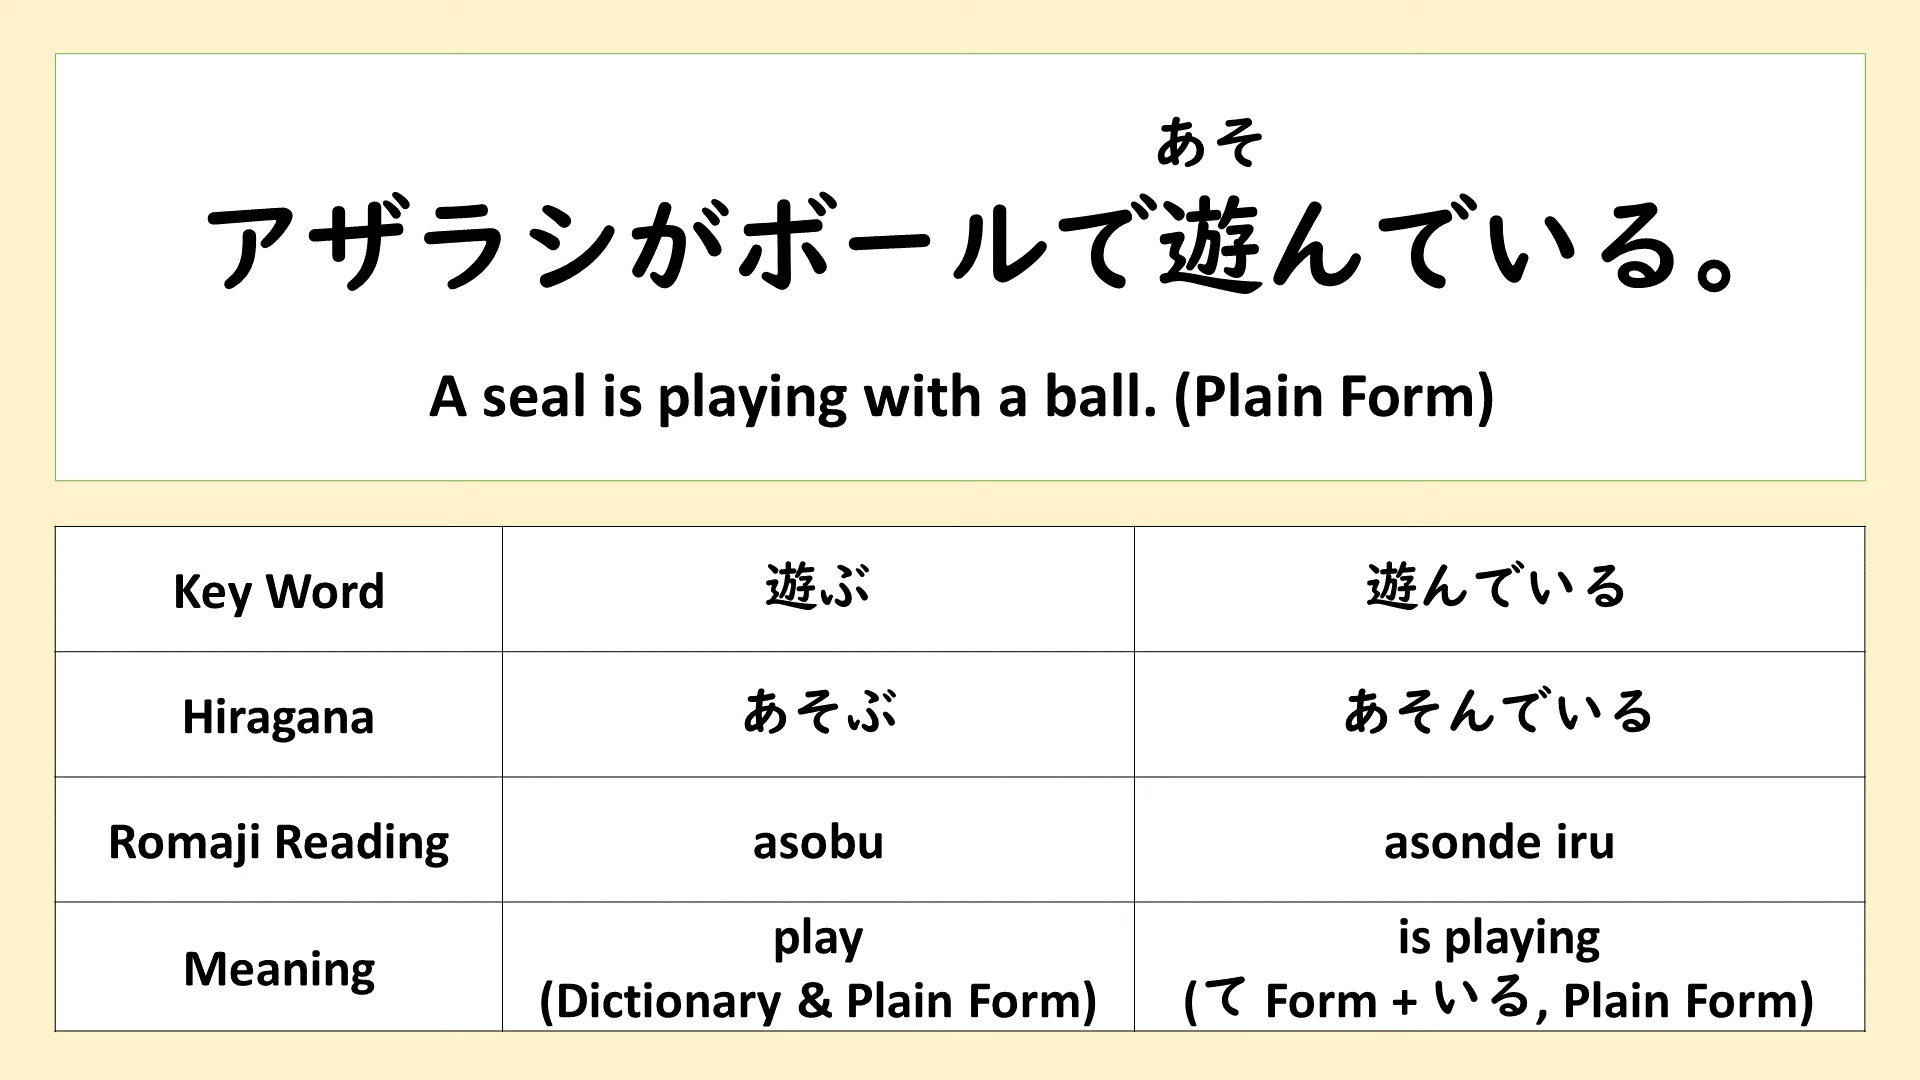 あそ
アザラシがボールで遊んでいる。
A seal is playing with a ball. (Plain Form)
Key Word 遊ぶ 遊んでいる
Hiragana あそぶ あそんでいる
Romaji Reading asobu asonde iru
Meaning play (Dictionary & Plain Form) is playing (て Form + いる, Plain Form)